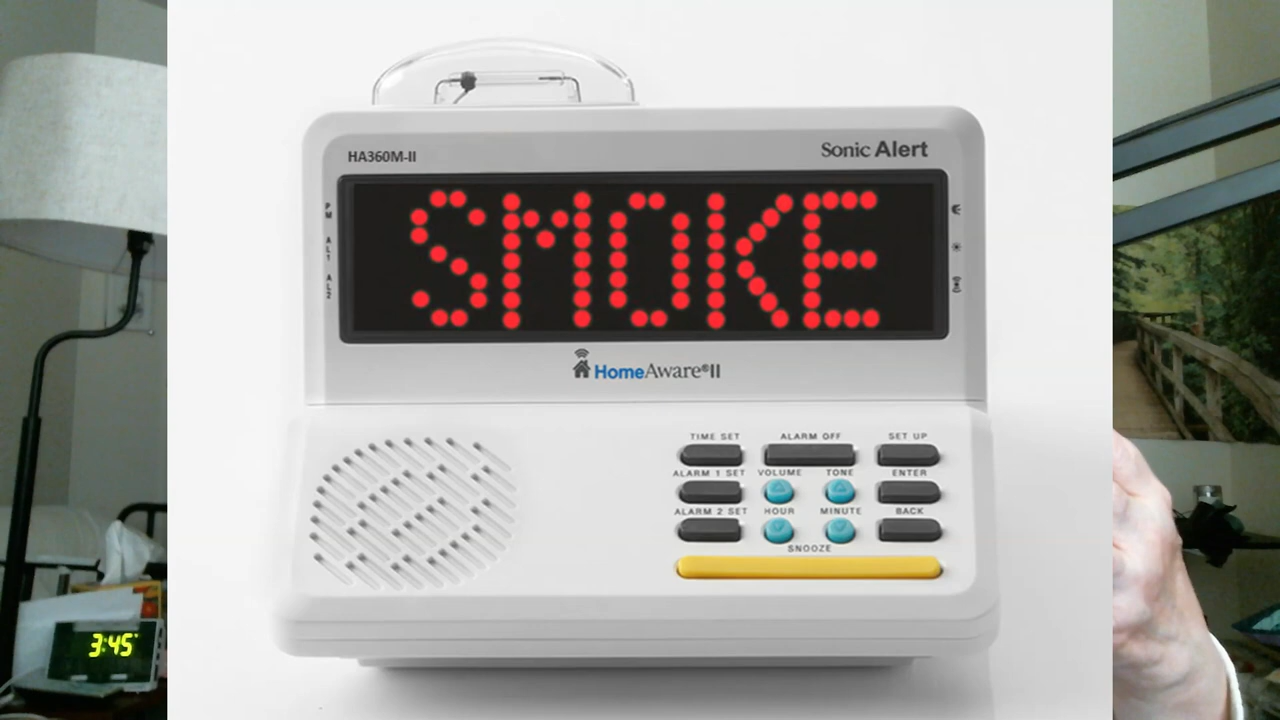 HA360M-II
Sonic Alert
SMOKE
PM
AL1
AL2
HomeAware®II
TIME SET
ALARM OFF
SET UP
ALARM 1 SET
VOLUME
TONE
ENTER
ALARM 2 SET
HOUR
MINUTE
BACK
SNOOZE
3:45